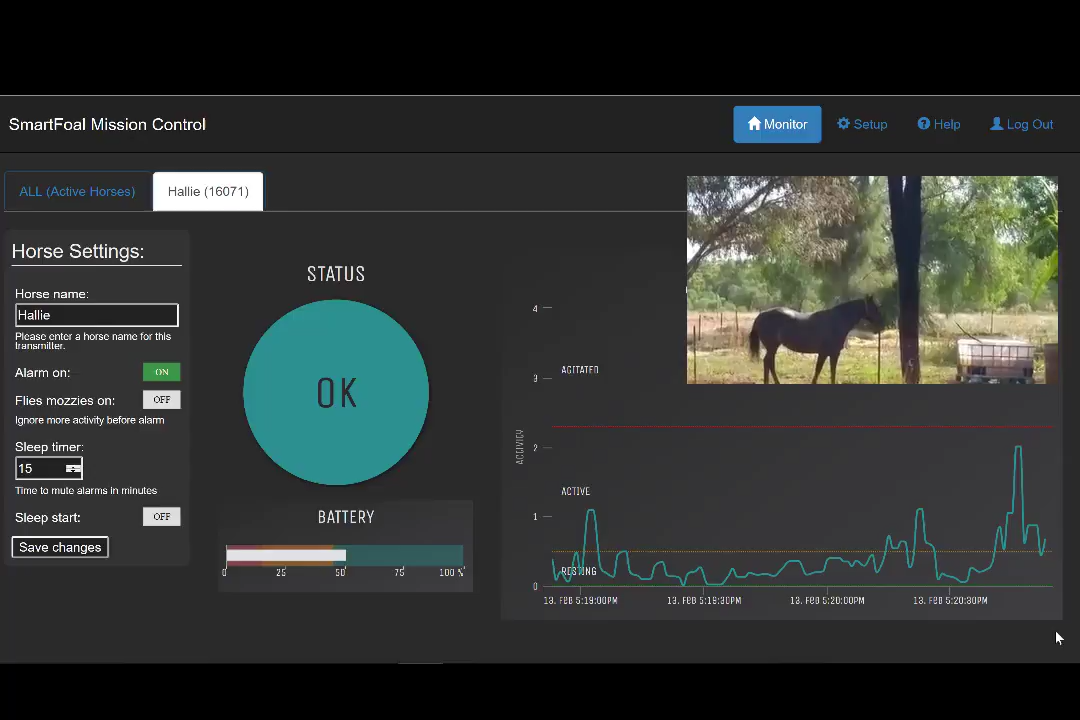 SmartFoal Mission Control
Monitor
Setup
Help
Log Out
ALL (Active Horses)
Hallie (16071)
Horse Settings:
Horse name:
Hallie
Please enter a horse name for this
transmitter.
Alarm on:
ON
Flies mozzies on:
OFF
Ignore more activity before alarm
Sleep timer:
15
Time to mute alarms in minutes
Sleep start:
OFF
Save changes
STATUS
OK
BATTERY
0 25 50 75 100 %
4
3
2
1
0
ACTIVITY
AGITATED
ACTIVE
RESTING
13. Feb 5:19:00PM
13. Feb 5:19:30PM
13. Feb 5:20:00PM
13. Feb 5:20:30PM